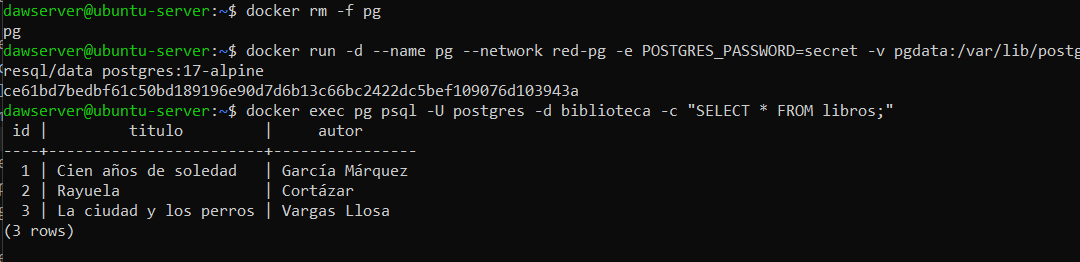 dawserver@ubuntu-server:~$ docker rm -f pg
pg
dawserver@ubuntu-server:~$ docker run -d --name pg --network red-pg -e POSTGRES_PASSWORD=secret -v pgdata:/var/lib/postg
resql/data postgres:17-alpine
ce61bd7bedbf61c50bd189196e90d7d6b13c66bc2422dc5bef109076d103943a
dawserver@ubuntu-server:~$ docker exec pg psql -U postgres -d biblioteca -c "SELECT * FROM libros;"
 id |         titulo         |     autor
----+------------------------+----------------
  1 | Cien años de soledad   | García Márquez
  2 | Rayuela                | Cortázar
  3 | La ciudad y los perros | Vargas Llosa
(3 rows)